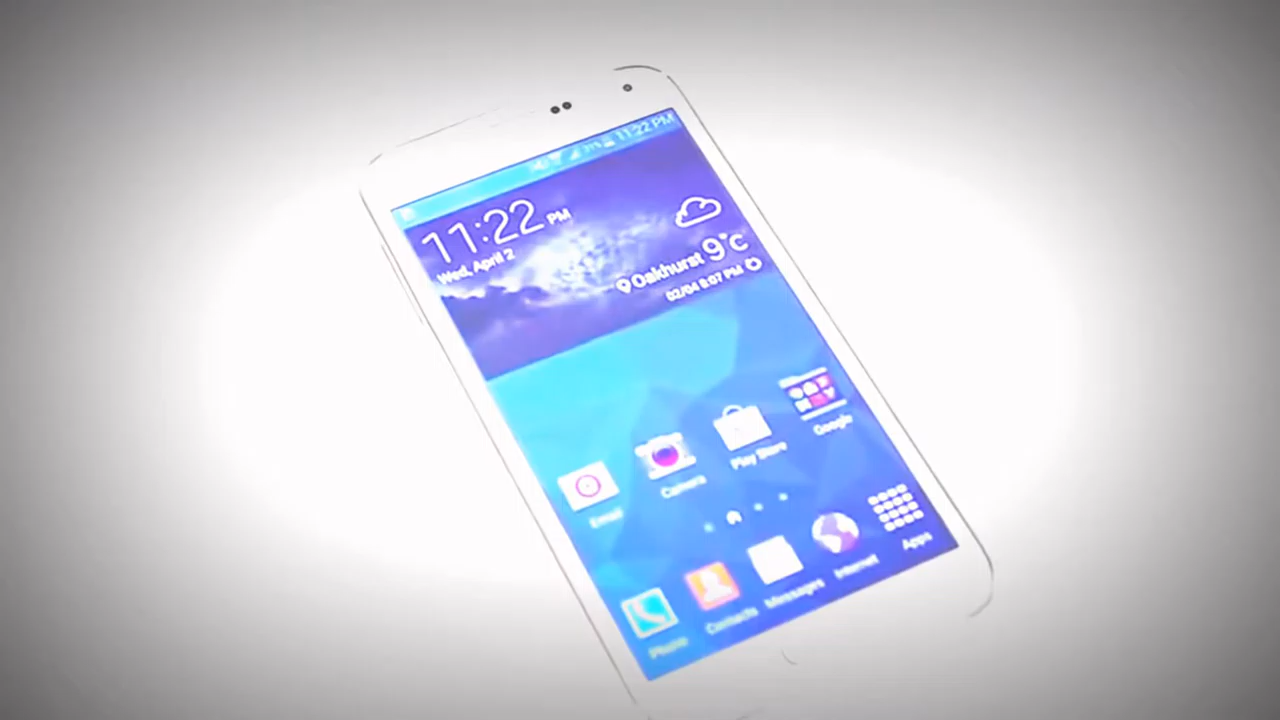 11:22 PM
11:22 PM
Wed, April 2
Oakhurst 9°C
02/04 8:07 PM
Email
Camera
Play Store
Google
Phone
Contacts
Messages
Internet
Apps